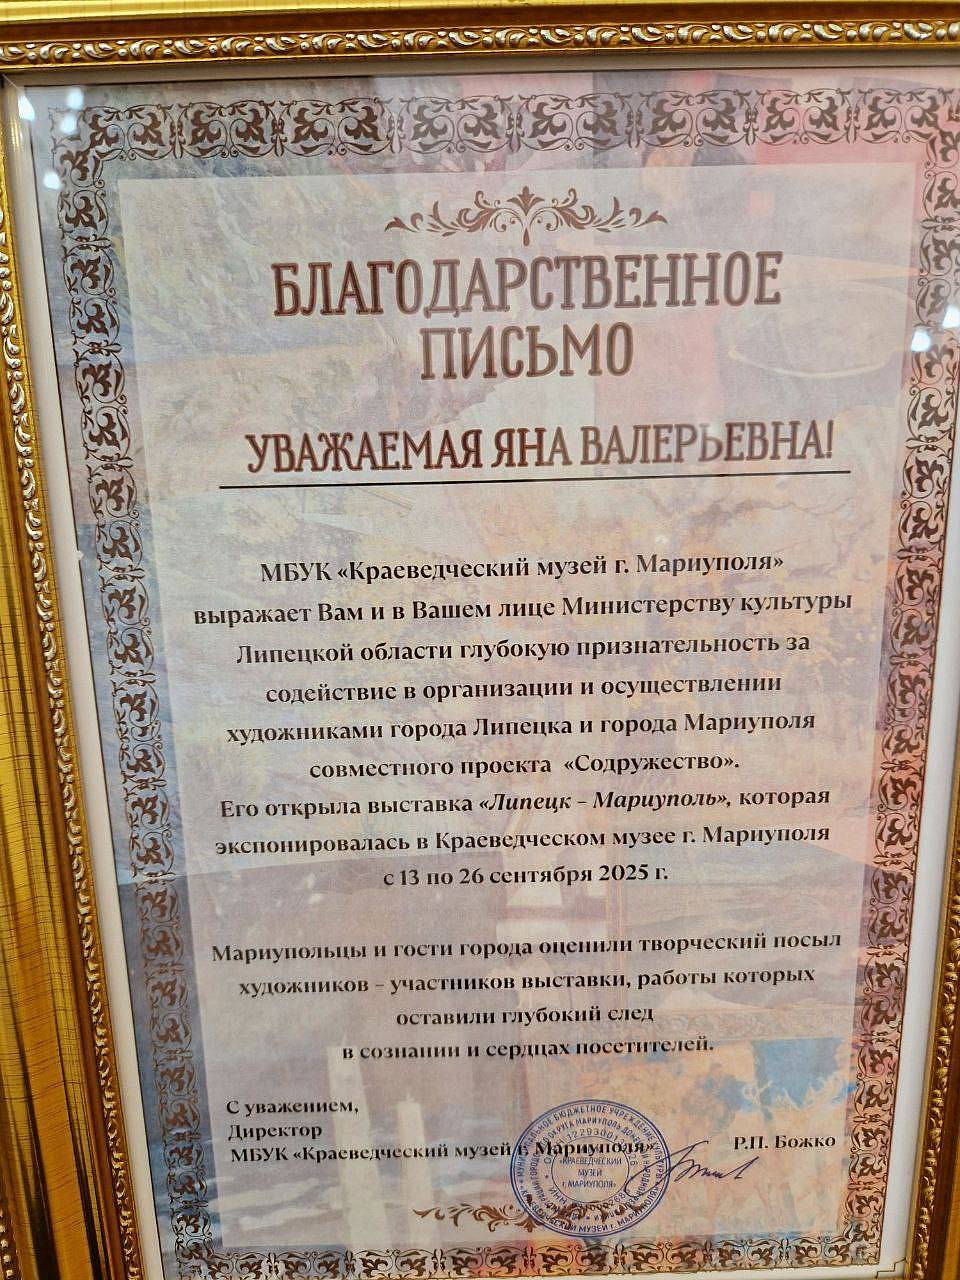 БЛАГОДАРСТВЕННОЕ
ПИСЬМО
УВАЖАЕМАЯ ЯНА ВАЛЕРЬЕВНА!
МБУК «Краеведческий музей г. Мариуполя»
выражает Вам и в Вашем лице Министерству культуры
Липецкой области глубокую признательность за
содействие в организации и осуществлении
художниками города Липецка и города Мариуполя
совместного проекта «Содружество».
Его открыла выставка «Липецк – Мариуполь», которая
экспонировалась в Краеведческом музее г. Мариуполя
с 13 по 26 сентября 2025 г.
Мариупольцы и гости города оценили творческий посыл
художников – участников выставки, работы которых
оставили глубокий след
в сознании и сердцах посетителей.
С уважением,
Директор
МБУК «Краеведческий музей г. Мариуполя»
Р.П. Божко
«КРАЕВЕДЧЕСКИЙ
МУЗЕЙ
г. МАРИУПОЛЯ»